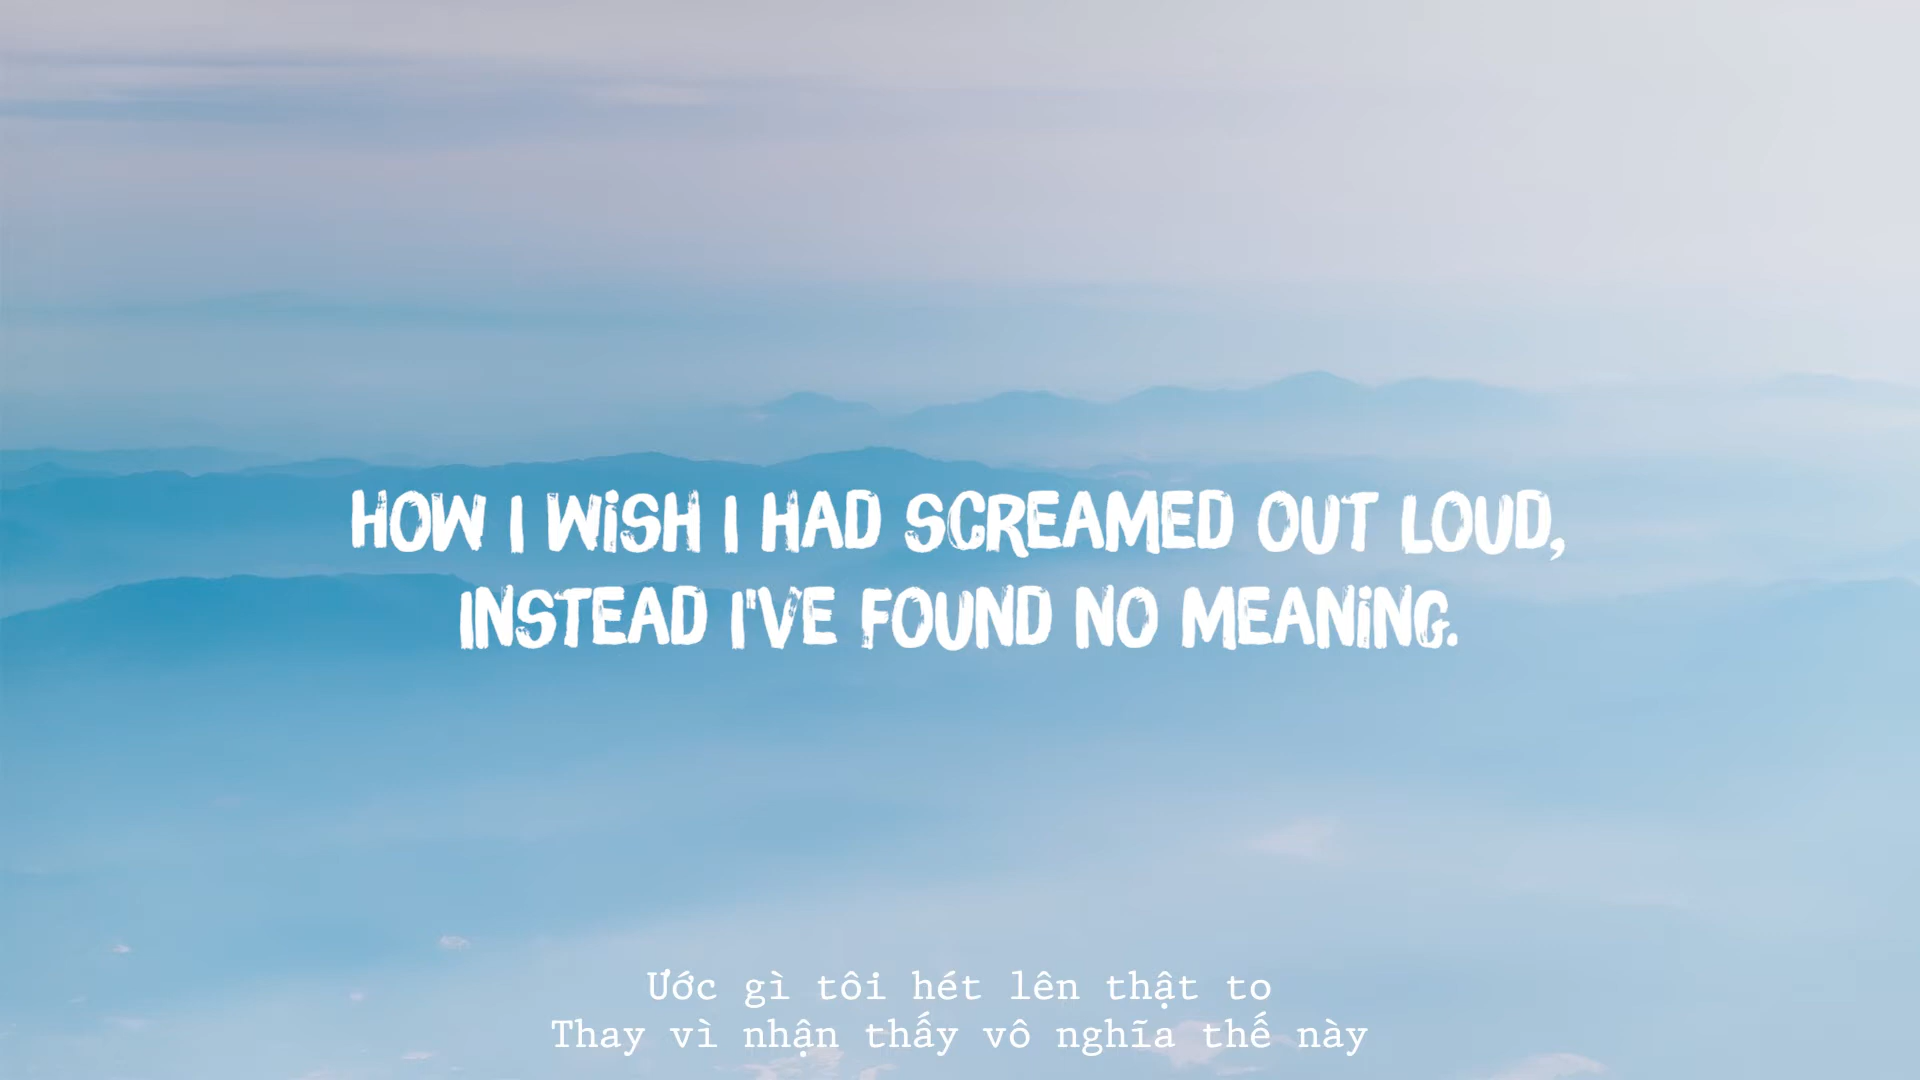 HOW I WISH I HAD SCREAMED OUT LOUD,
INSTEAD I'VE FOUND NO MEANING.
Ước gì tôi hét lên thật to
Thay vì nhận thấy vô nghĩa thế này